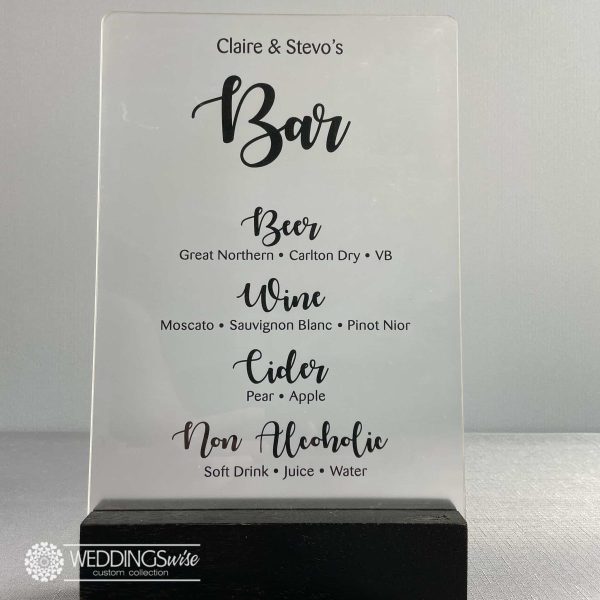 Claire & Stevo's
Bar
Beer
Great Northern • Carlton Dry • VB
Wine
Moscato • Sauvignon Blanc • Pinot Nior
Cider
Pear • Apple
Non Alcoholic
Soft Drink • Juice • Water
WEDDINGSwise
custom collection